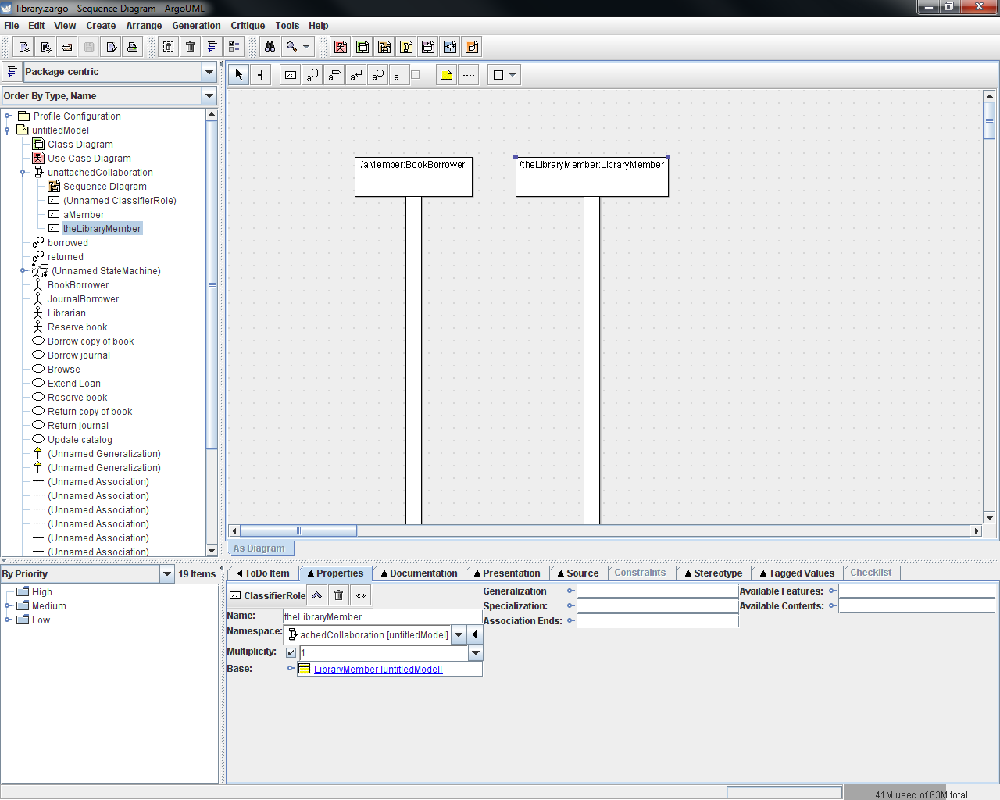 library.zargo - Sequence Diagram - ArgoUML
File Edit View Create Arrange Generation Critique Tools Help
Package-centric
Order By Type, Name
Profile Configuration
untitledModel
Class Diagram
Use Case Diagram
unattachedCollaboration
Sequence Diagram
(Unnamed ClassifierRole)
aMember
theLibraryMember
borrowed
returned
(Unnamed StateMachine)
BookBorrower
JournalBorrower
Librarian
Reserve book
Borrow copy of book
Borrow journal
Browse
Extend Loan
Reserve book
Return copy of book
Return journal
Update catalog
(Unnamed Generalization)
(Unnamed Generalization)
(Unnamed Association)
(Unnamed Association)
(Unnamed Association)
(Unnamed Association)
(Unnamed Association)
(Unnamed Association)
/aMember:BookBorrower
/theLibraryMember:LibraryMember
As Diagram
By Priority
19 Items
High
Medium
Low
ToDo Item Properties Documentation Presentation Source Constraints Stereotype Tagged Values Checklist
ClassifierRole
Name: theLibraryMember
Namespace: achedCollaboration [untitledModel]
Multiplicity: 1
Base: LibraryMember [untitledModel]
Generalization
Specialization:
Association Ends:
Available Features:
Available Contents:
41M used of 63M total